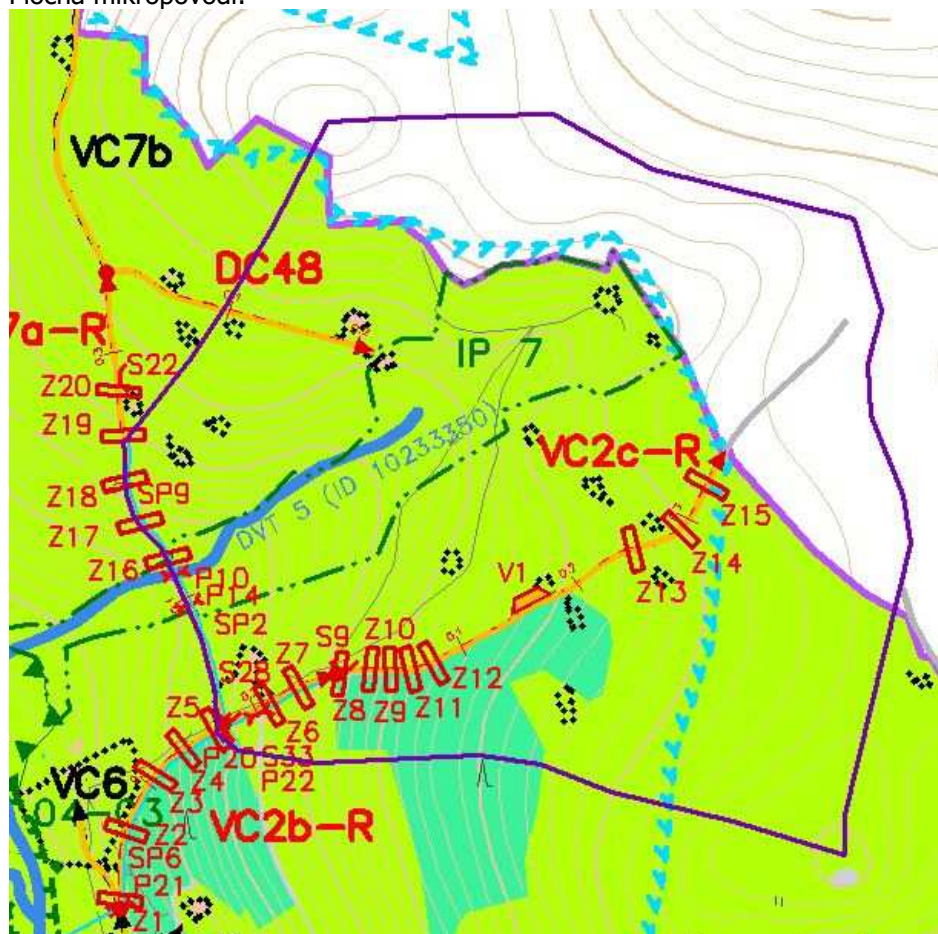 Plocha mikropovodí:
VC7b
DC48
7a-R
S22
Z20
IP 7
Z19
DVT 5 (ID 10233350)
VC2c-R
Z18
SP9
Z15
Z17
Z14
Z16
V1
Z13
P10
P14
SP2
S9
Z10
Z7
S28
Z12
Z5
Z8
Z9
Z11
Z6
P20
S33
Z4
P22
VC6
Z3
04-C3
VC2b-R
Z2
SP6
P21
Z1